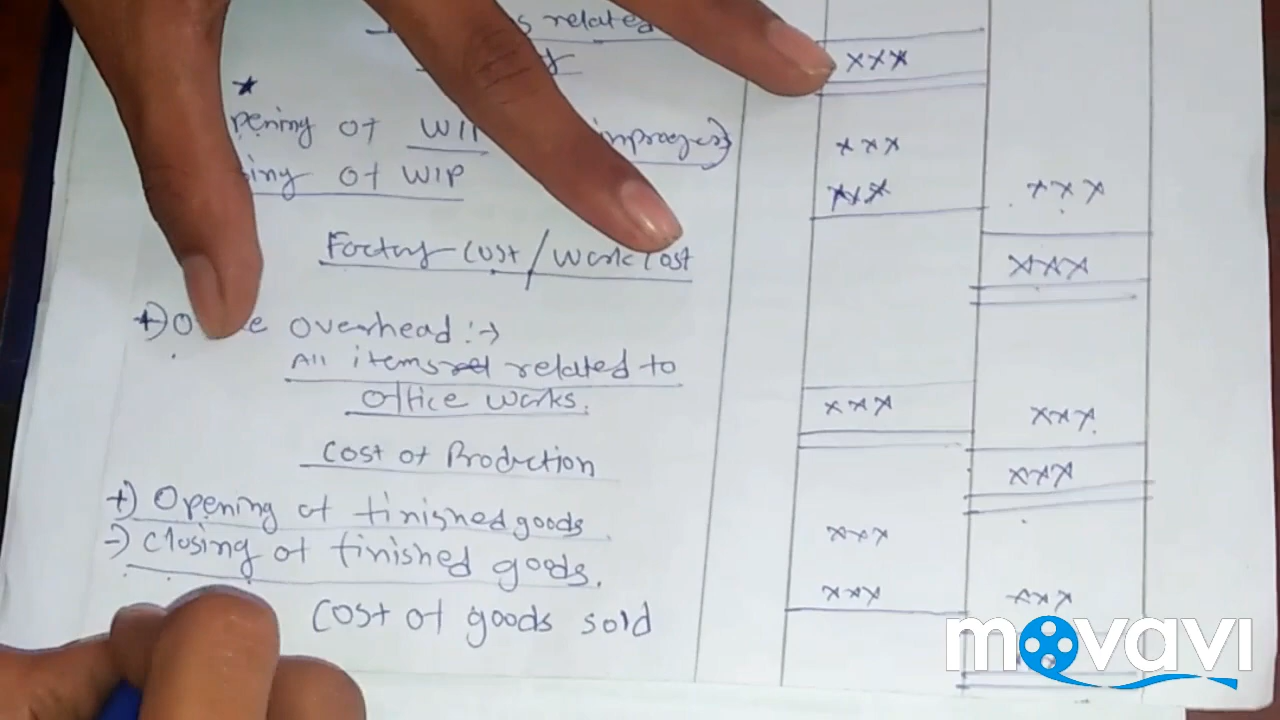 related
xxx
pening of WIP
xxx
ing of WIP
xxx
xxx
Factory Cost / Work Cost
xxx
+) overhead :→
All items related to
office works.
xxx
xxx
Cost of Production
xxx
+) Opening of finished goods
xxx
-) closing of finished goods.
xxx
xxx
Cost of goods sold
movavi